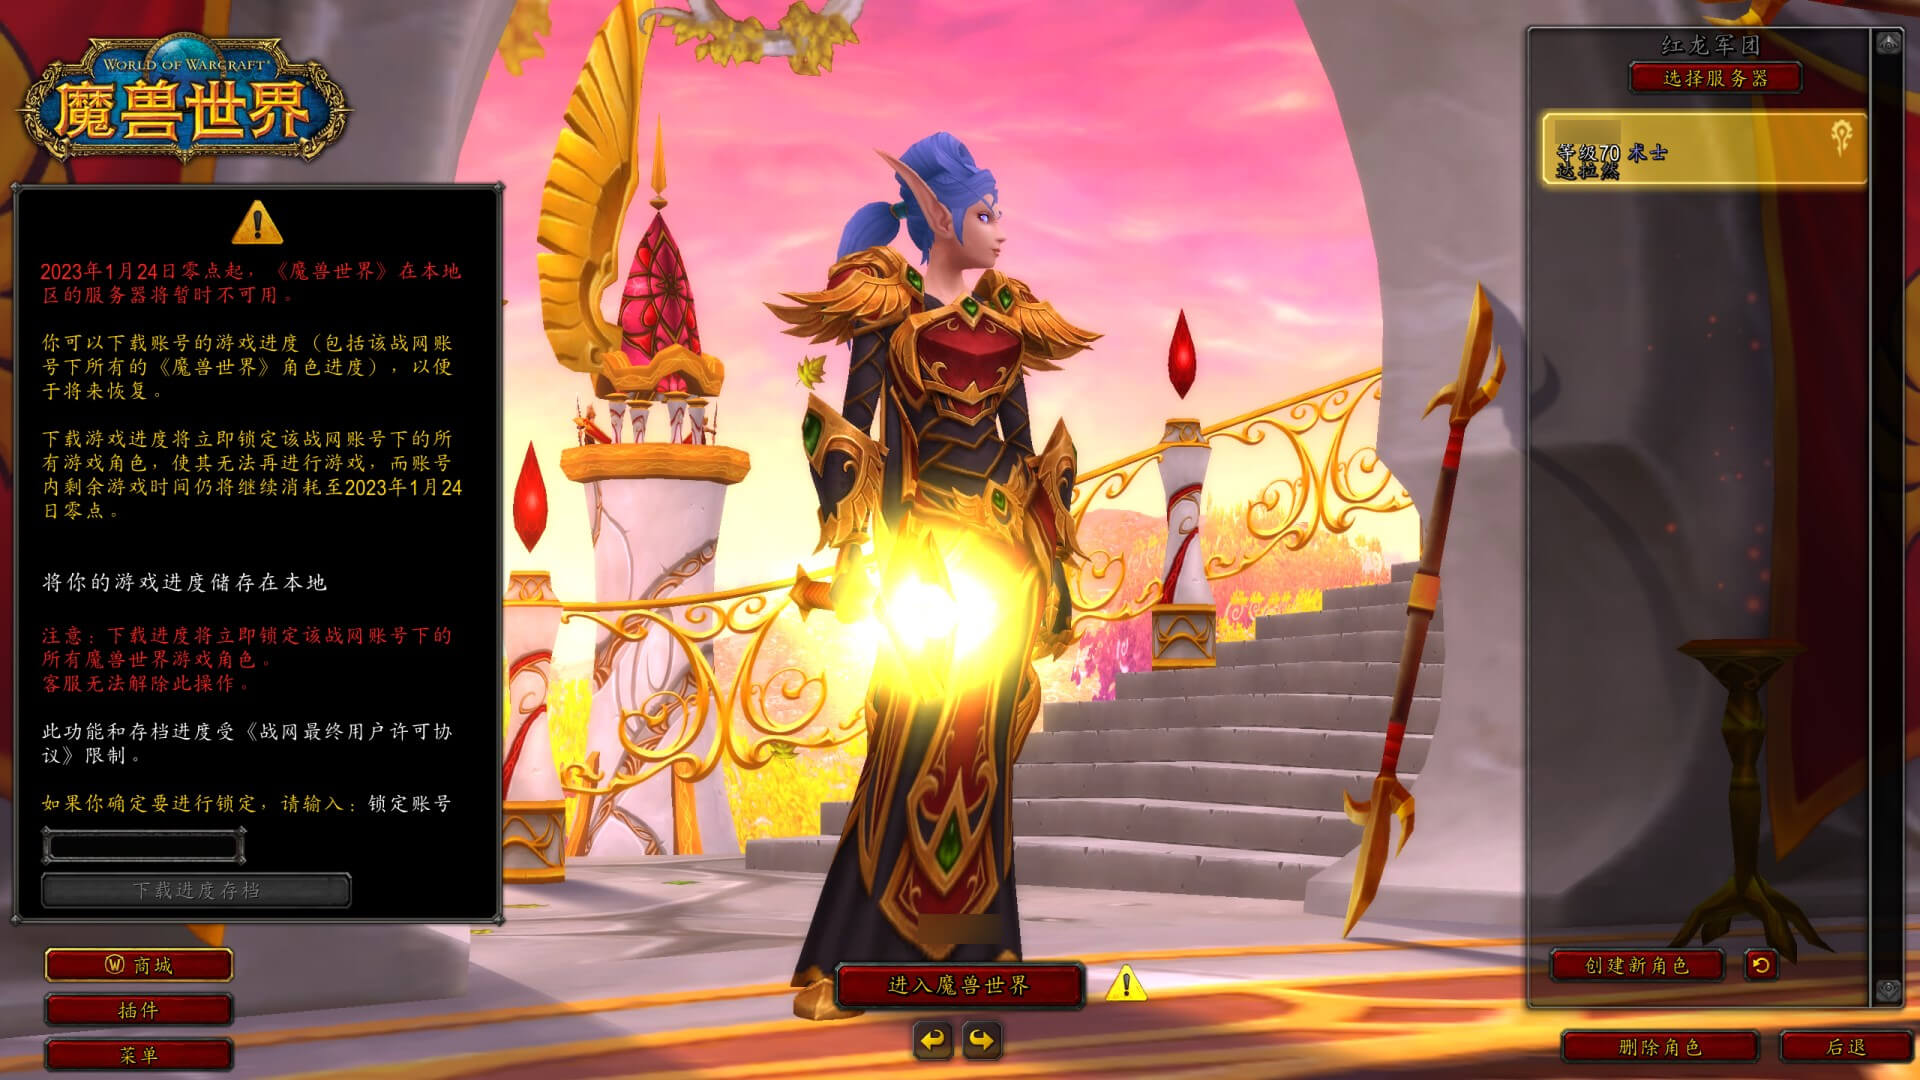 WORLD OF WARCRAFT
魔兽世界
2023年1月24日零点起，《魔兽世界》在本地
区的服务器将暂时不可用。
你可以下载账号的游戏进度（包括该战网账
号下所有的《魔兽世界》角色进度），以便
于将来恢复。
下载游戏进度将立即锁定该战网账号下的所
有游戏角色，使其无法再进行游戏，而账号
内剩余游戏时间仍将继续消耗至2023年1月24
日零点。
将你的游戏进度储存在本地
注意：下载进度将立即锁定该战网账号下的
所有魔兽世界游戏角色。
客服无法解除此操作。
此功能和存档进度受《战网最终用户许可协
议》限制。
如果你确定要进行锁定，请输入：锁定账号
下载进度存档
商城
插件
菜单
进入魔兽世界
红龙军团
选择服务器
等级70 术士
达拉然
创建新角色
删除角色
后退